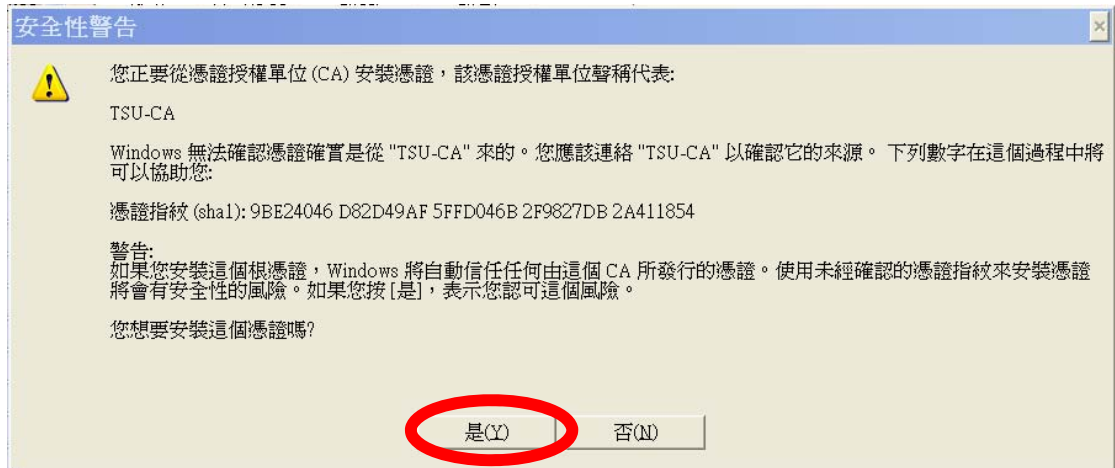 安全性警告
您正要從憑證授權單位 (CA) 安裝憑證，該憑證授權單位聲稱代表:
TSU-CA
Windows 無法確認憑證確實是從 "TSU-CA" 來的。您應該連絡 "TSU-CA" 以確認它的來源。 下列數字在這個過程中將
可以協助您:
憑證指紋 (sha1): 9BE24046 D82D49AF 5FFD046B 2F9827DB 2A411854
警告:
如果您安裝這個根憑證，Windows 將自動信任任何由這個 CA 所發行的憑證。使用未經確認的憑證指紋來安裝憑證
將會有安全性的風險。如果您按 [是]，表示您認可這個風險。
您想要安裝這個憑證嗎?
是(Y) 否(N)